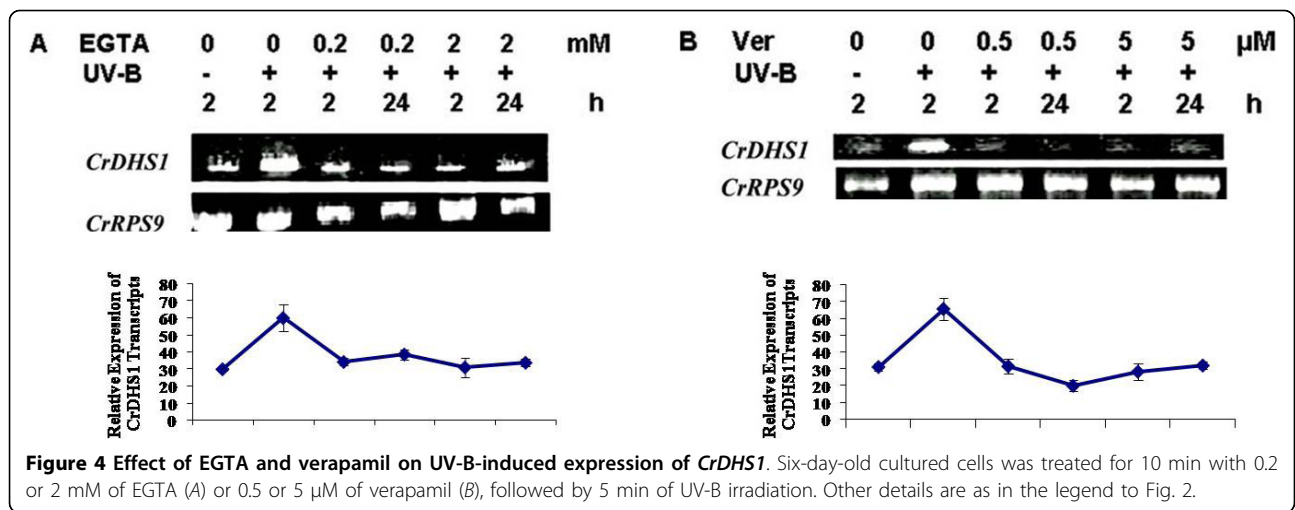 A EGTA 0 0 0.2 0.2 2 2 mM
UV-B - + + + + +
2 2 2 24 2 24 h
CrDHS1
CrRPS9
Relative Expression of
CrDHS1 Transcripts
80
70
60
50
40
30
20
10
0
B Ver 0 0 0.5 0.5 5 5 µM
UV-B - + + + + +
2 2 2 24 2 24 h
CrDHS1
CrRPS9
Relative Expression of
CrDHS1Transcripts
80
70
60
50
40
30
20
10
0
Figure 4 Effect of EGTA and verapamil on UV-B-induced expression of CrDHS1. Six-day-old cultured cells was treated for 10 min with 0.2
or 2 mM of EGTA (A) or 0.5 or 5 µM of verapamil (B), followed by 5 min of UV-B irradiation. Other details are as in the legend to Fig. 2.